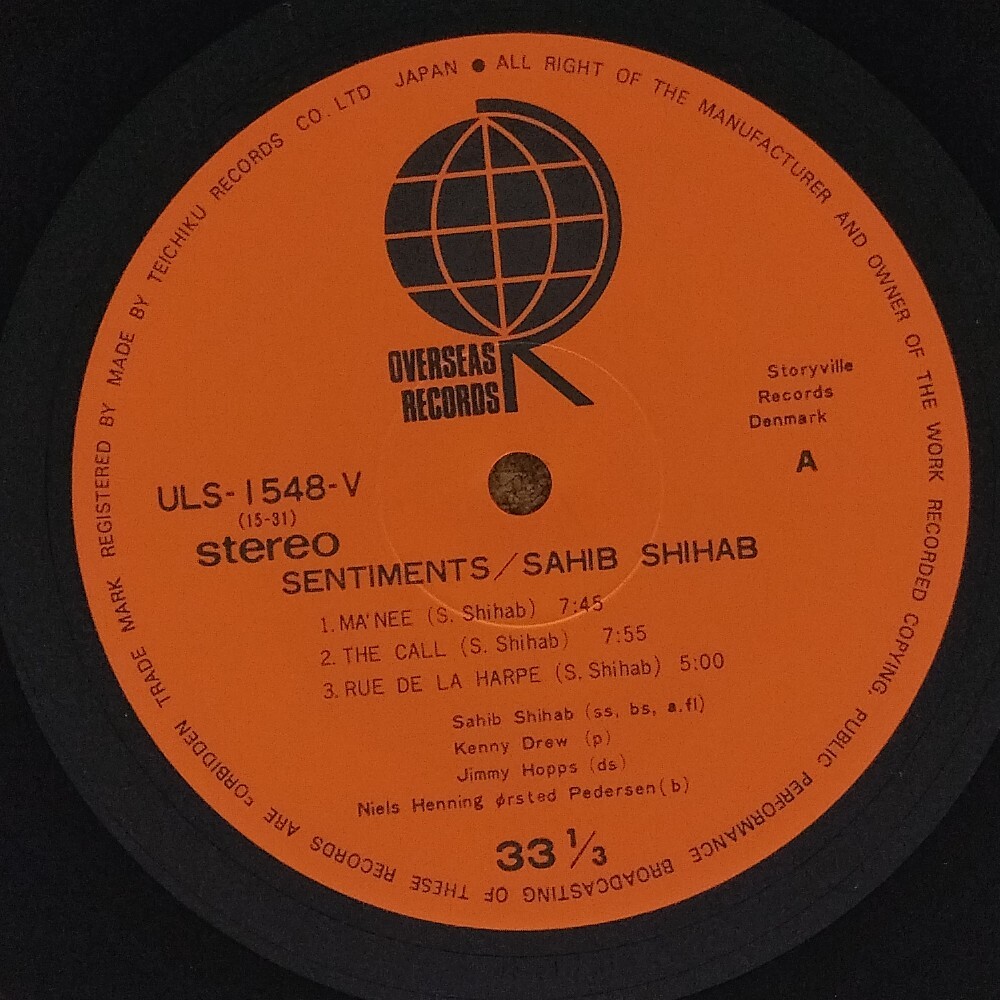 TRADE MARK REGISTERED BY MADE BY TEICHIKU RECORDS CO. LTD JAPAN ● ALL RIGHT OF THE MANUFACTURER AND OWNER OF THE WORK RECORDED COPYING, PUBLIC PERFORMANCE BROADCASTING OF THESE RECORDS ARE FORBIDDEN
OVERSEAS
RECORDS
Storyville
Records
Denmark
A
ULS-1548-V
(15-31)
stereo
SENTIMENTS/SAHIB SHIHAB
1. MA'NEE (S. Shihab) 7:45
2. THE CALL (S. Shihab) 7:55
3. RUE DE LA HARPE (S. Shihab) 5:00
Sahib Shihab (ss, bs, a.fl)
Kenny Drew (p)
Jimmy Hopps (ds)
Niels Henning ørsted Pedersen(b)
33 1/3